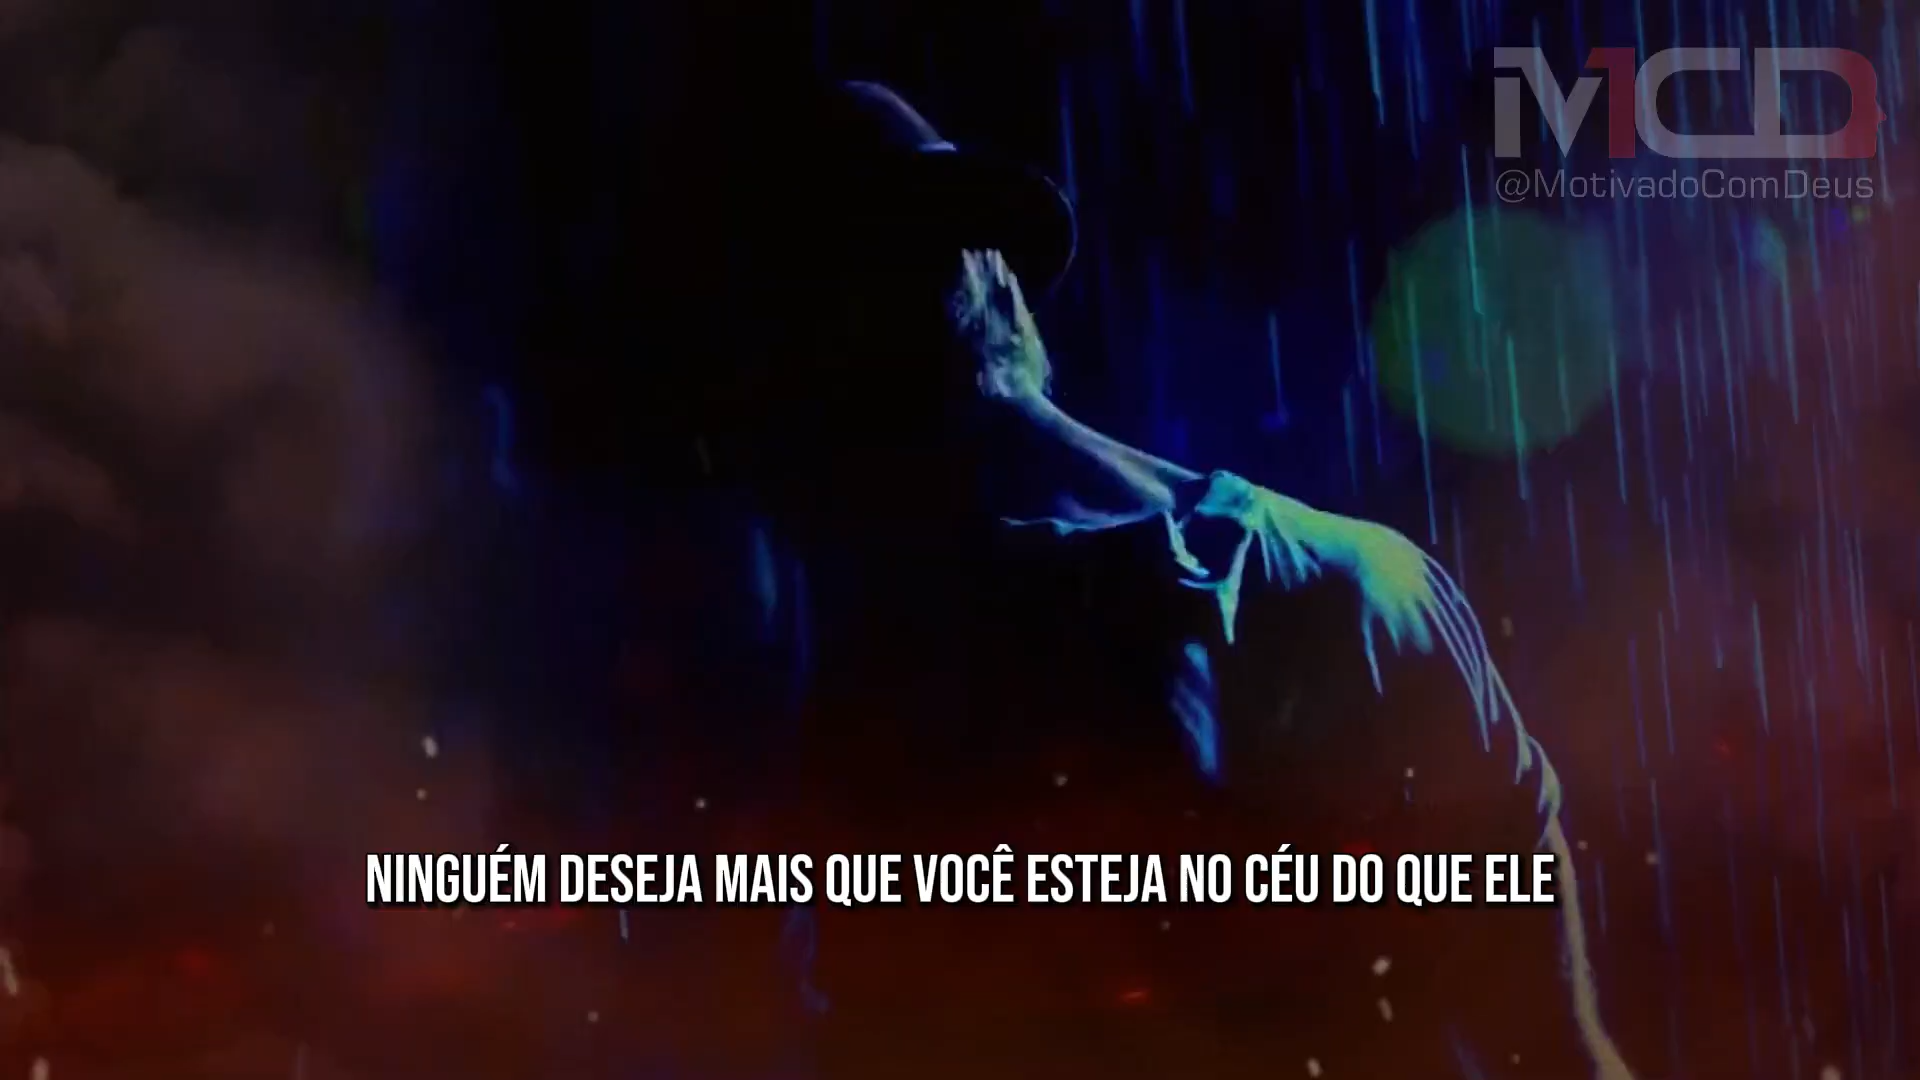 MCD
@MotivadoComDeus
NINGUÉM DESEJA MAIS QUE VOCÊ ESTEJA NO CÉU DO QUE ELE